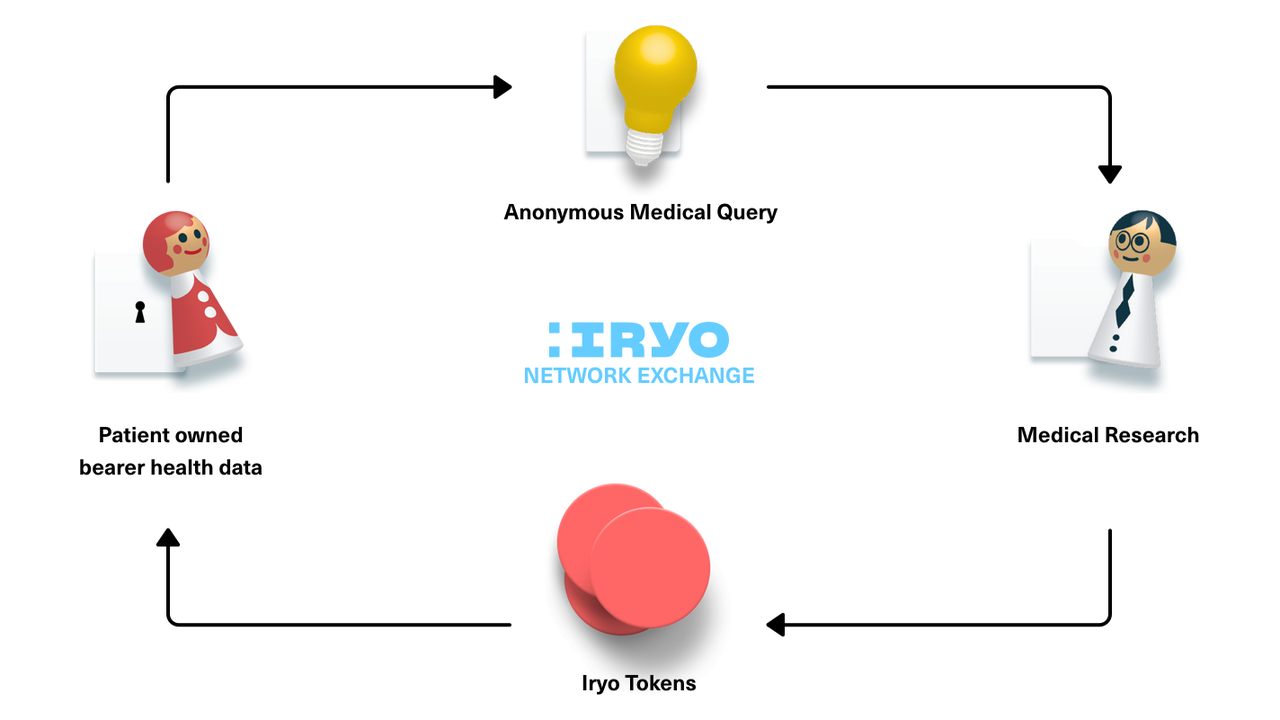 Anonymous Medical Query
:IRYO
NETWORK EXCHANGE
Patient owned
bearer health data
Medical Research
Iryo Tokens